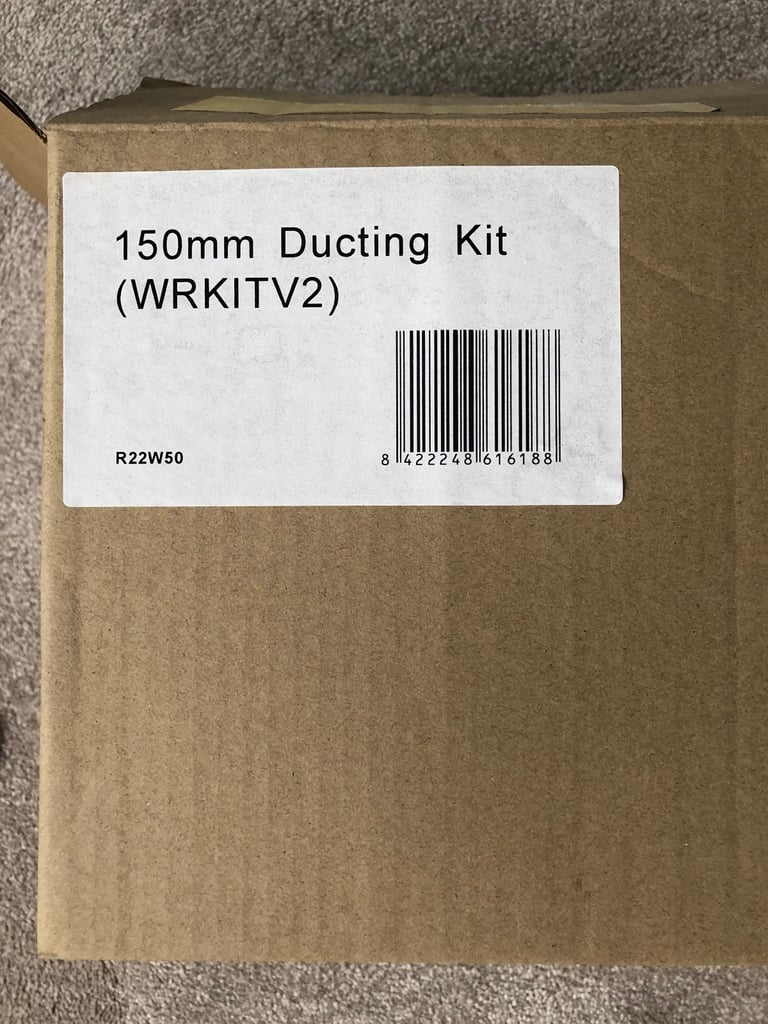 150mm Ducting Kit
(WRKITV2)
R22W50
8 422248 616188